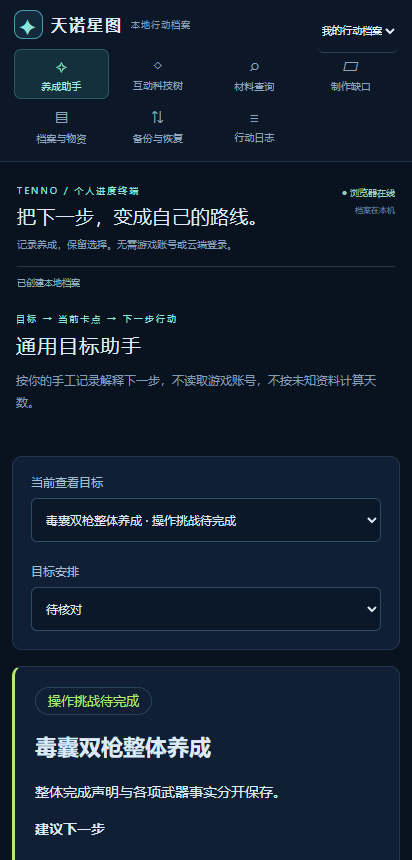 天诺星图 本地行动档案
我的行动档案
养成助手
互动科技树
材料查询
制作缺口
档案与物资
备份与恢复
行动日志
TENNO / 个人进度终端
把下一步，变成自己的路线。
记录养成，保留选择。无需游戏账号或云端登录。
浏览器在线
档案在本机
已创建本地档案
目标 → 当前卡点 → 下一步行动
通用目标助手
按你的手工记录解释下一步，不读取游戏账号，不按未知资料计算天
数。
当前查看目标
毒囊双枪整体养成 · 操作挑战待完成
目标安排
待核对
操作挑战待完成
毒囊双枪整体养成
整体完成声明与各项武器事实分开保存。
建议下一步